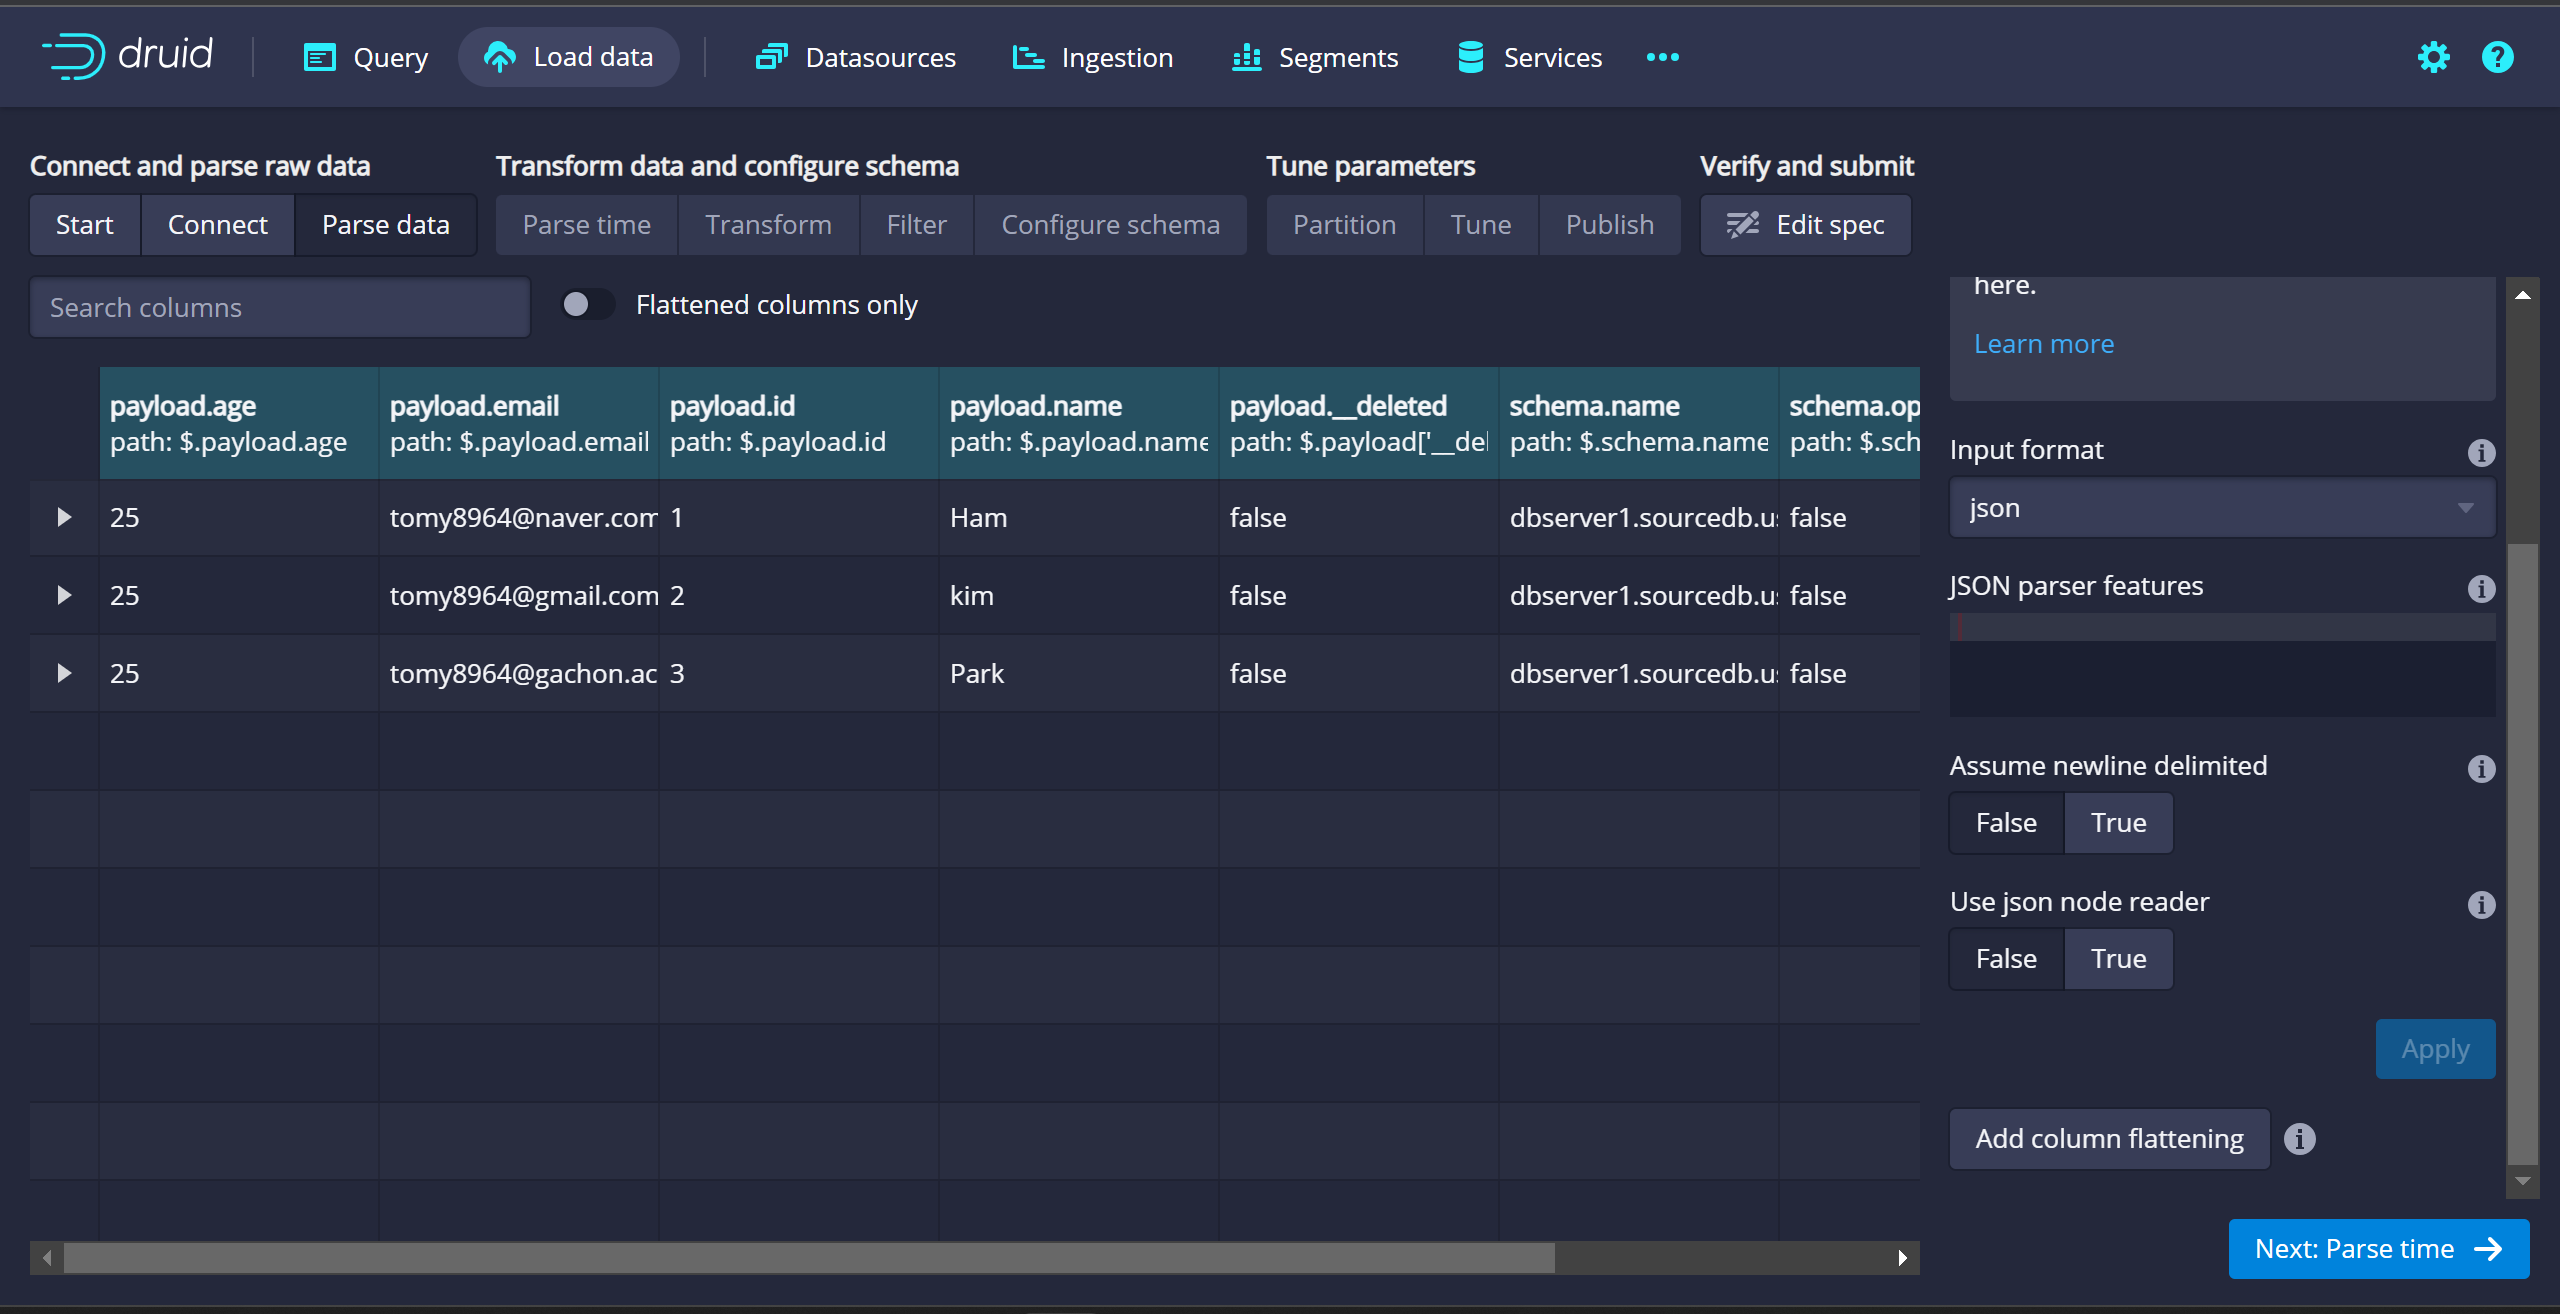 druid Query Load data Datasources Ingestion Segments Services
Connect and parse raw data Transform data and configure schema Tune parameters Verify and submit
Start Connect Parse data Parse time Transform Filter Configure schema Partition Tune Publish Edit spec
Search columns Flattened columns only
here.
Learn more
payload.age payload.email payload.id payload.name payload.__deleted schema.name schema.op
path: $.payload.age path: $.payload.email path: $.payload.id path: $.payload.name path: $.payload['__del path: $.schema.name path: $.sch
25 tomy8964@naver.com 1 Ham false dbserver1.sourcedb.us false
25 tomy8964@gmail.com 2 kim false dbserver1.sourcedb.us false
25 tomy8964@gachon.ac 3 Park false dbserver1.sourcedb.us false
Input format
json
JSON parser features
Assume newline delimited
False True
Use json node reader
False True
Apply
Add column flattening
Next: Parse time